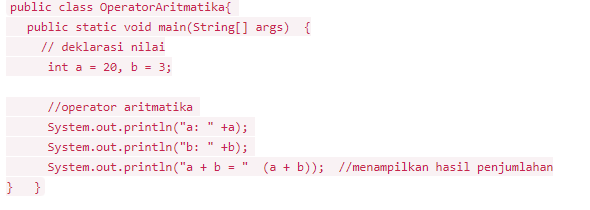 public class OperatorAritmatika{
public static void main(String[] args)  {
// deklarasi nilai
int a = 20, b = 3;
//operator aritmatika
System.out.println("a: " +a);
System.out.println("b: " +b);
System.out.println("a + b = "  (a + b));  //menampilkan hasil penjumlahan
}   }